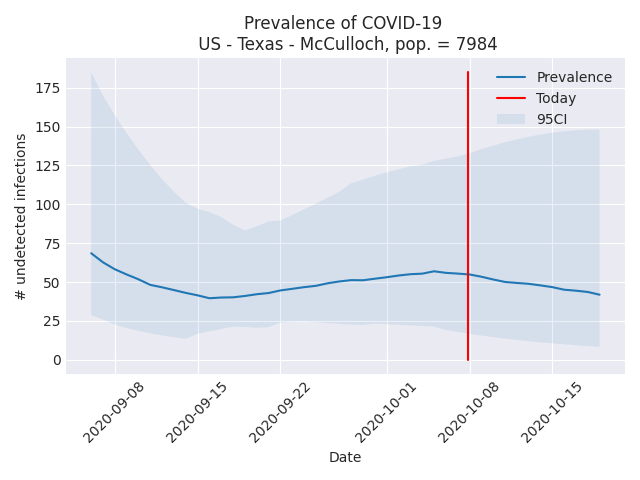 Prevalence of COVID-19
US - Texas - McCulloch, pop. = 7984
Prevalence
Today
95CI
175
150
125
100
75
50
25
0
# undetected infections
2020-09-08
2020-09-15
2020-09-22
2020-10-01
2020-10-08
2020-10-15
Date